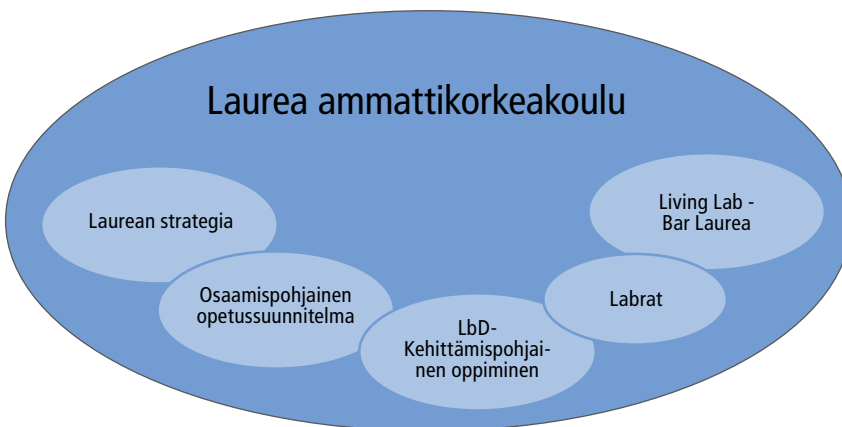 Laurea ammattikorkeakoulu
Laurean strategia
Osaamispohjainen
opetussuunnitelma
LbD-
Kehittämispohjai-
nen oppiminen
Labrat
Living Lab -
Bar Laurea